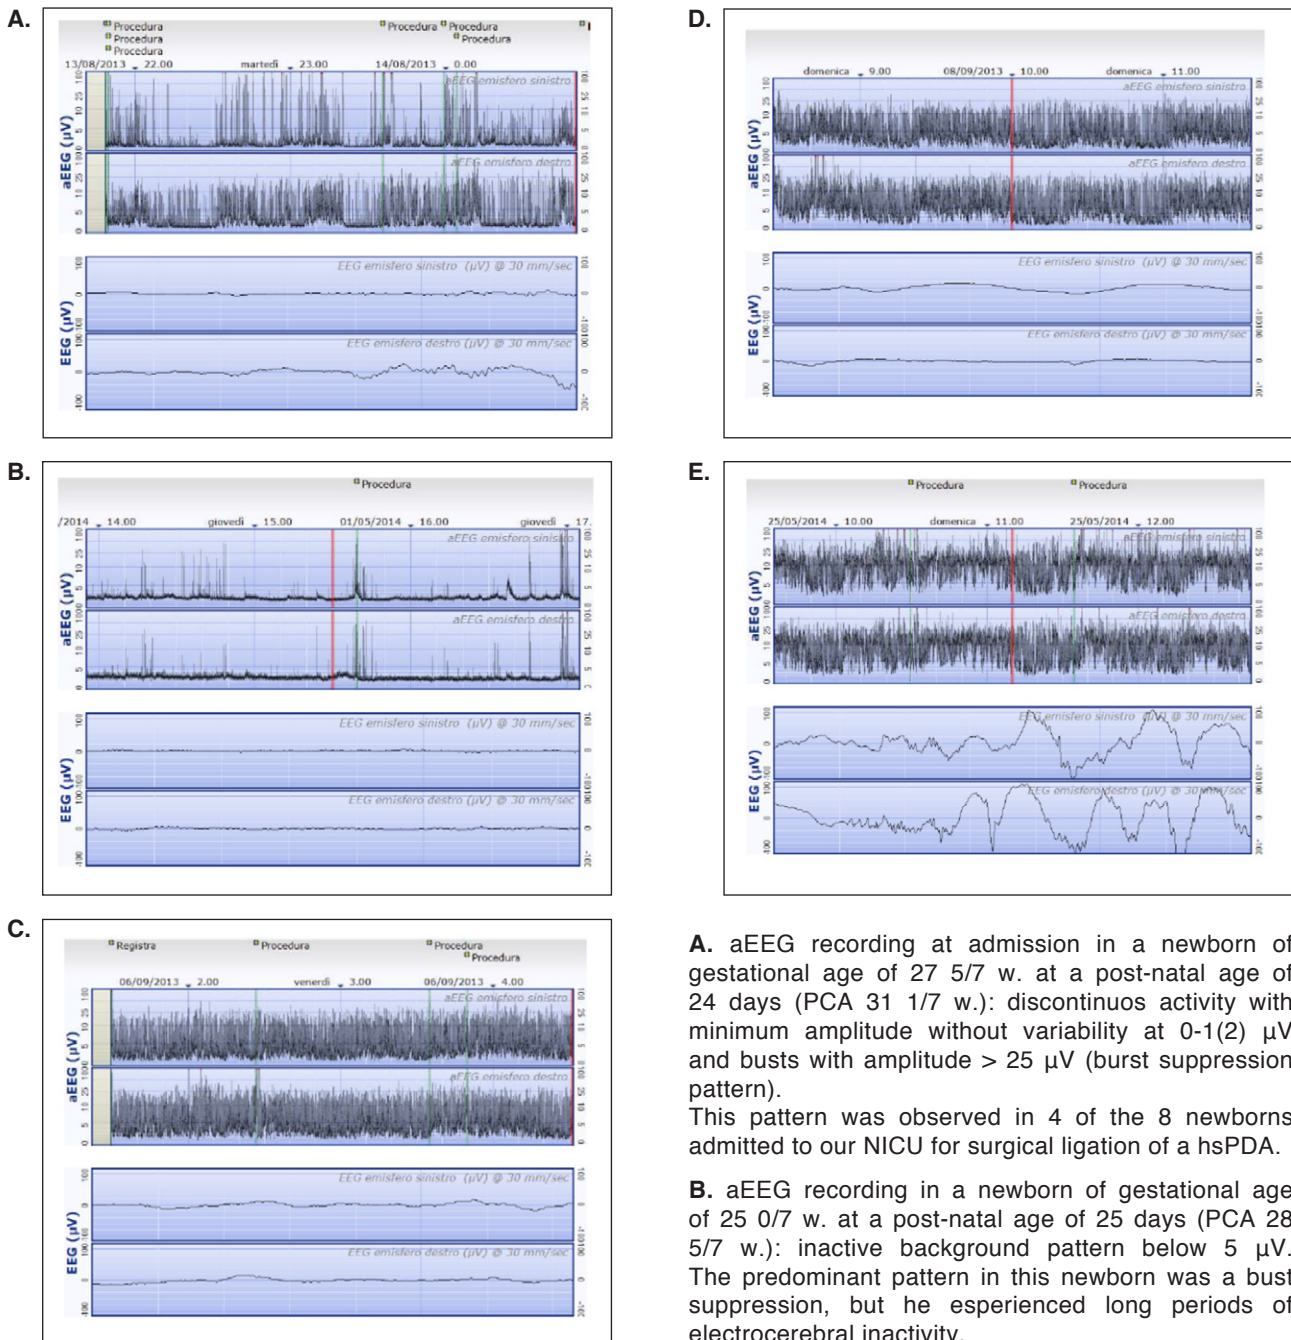 A.
Procedura
Procedura Procedura
Procedura
Procedura
Procedura
13/08/2013 22.00 martedì 23.00 14/08/2013 0.00
aEEG emisfero sinistro
aEEG (µV)
aEEG emisfero destro
EEG emisfero sinistro (µV) @ 30 mm/sec
EEG (µV)
EEG emisfero destro (µV) @ 30 mm/sec
B.
Procedura
/2014 14.00 giovedì 15.00 01/05/2014 16.00 giovedì 17.
aEEG emisfero sinistro
aEEG (µV)
aEEG emisfero destro
EEG emisfero sinistro (µV) @ 30 mm/sec
EEG (µV)
EEG emisfero destro (µV) @ 30 mm/sec
C.
Registra Procedura Procedura
Procedura
06/09/2013 2.00 venerdì 3.00 06/09/2013 4.00
aEEG emisfero sinistro
aEEG (µV)
aEEG emisfero destro
EEG emisfero sinistro (µV) @ 30 mm/sec
EEG (µV)
EEG emisfero destro (µV) @ 30 mm/sec
D.
domenica 9.00 08/09/2013 10.00 domenica 11.00
aEEG emisfero sinistro
aEEG (µV)
aEEG emisfero destro
EEG emisfero sinistro (µV) @ 30 mm/sec
EEG (µV)
EEG emisfero destro (µV) @ 30 mm/sec
E.
Procedura Procedura
25/05/2014 10.00 domenica 11.00 25/05/2014 12.00
aEEG emisfero sinistro
aEEG (µV)
aEEG emisfero destro
EEG emisfero sinistro (µV) @ 30 mm/sec
EEG (µV)
EEG emisfero destro (µV) @ 30 mm/sec
A. aEEG recording at admission in a newborn of
gestational age of 27 5/7 w. at a post-natal age of
24 days (PCA 31 1/7 w.): discontinuos activity with
minimum amplitude without variability at 0-1(2) µV
and busts with amplitude > 25 µV (burst suppression
pattern).
This pattern was observed in 4 of the 8 newborns
admitted to our NICU for surgical ligation of a hsPDA.
B. aEEG recording in a newborn of gestational age
of 25 0/7 w. at a post-natal age of 25 days (PCA 28
5/7 w.): inactive background pattern below 5 µV.
The predominant pattern in this newborn was a bust
suppression, but he esperienced long periods of
electrocerebral inactivity.